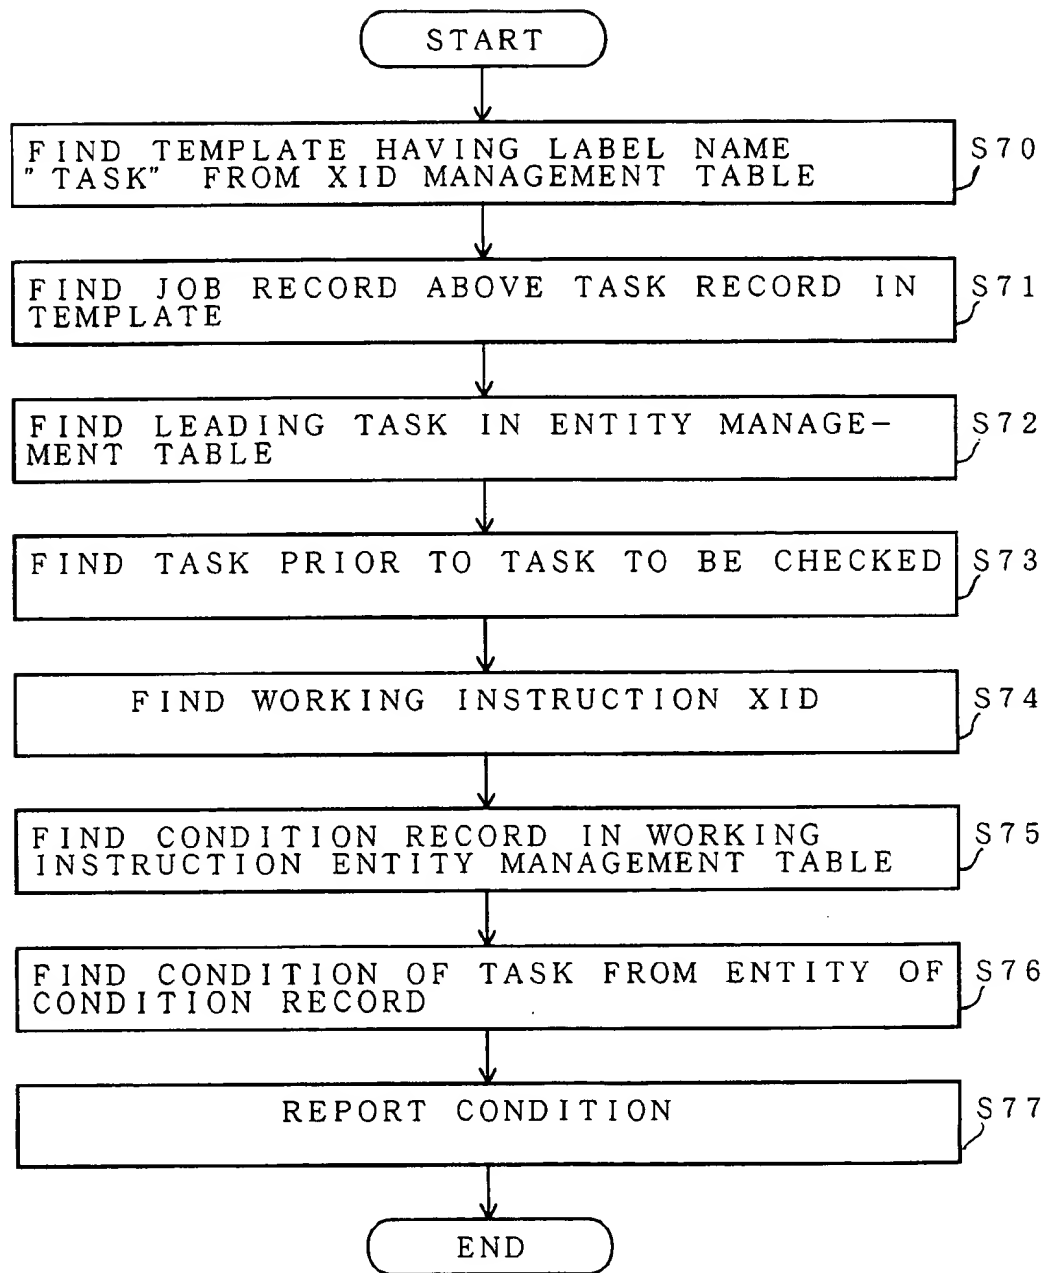 START
FIND TEMPLATE HAVING LABEL NAME
"TASK" FROM XID MANAGEMENT TABLE
S70
FIND JOB RECORD ABOVE TASK RECORD IN
TEMPLATE
S71
FIND LEADING TASK IN ENTITY MANAGE-
MENT TABLE
S72
FIND TASK PRIOR TO TASK TO BE CHECKED
S73
FIND WORKING INSTRUCTION XID
S74
FIND CONDITION RECORD IN WORKING
INSTRUCTION ENTITY MANAGEMENT TABLE
S75
FIND CONDITION OF TASK FROM ENTITY OF
CONDITION RECORD
S76
REPORT CONDITION
S77
END